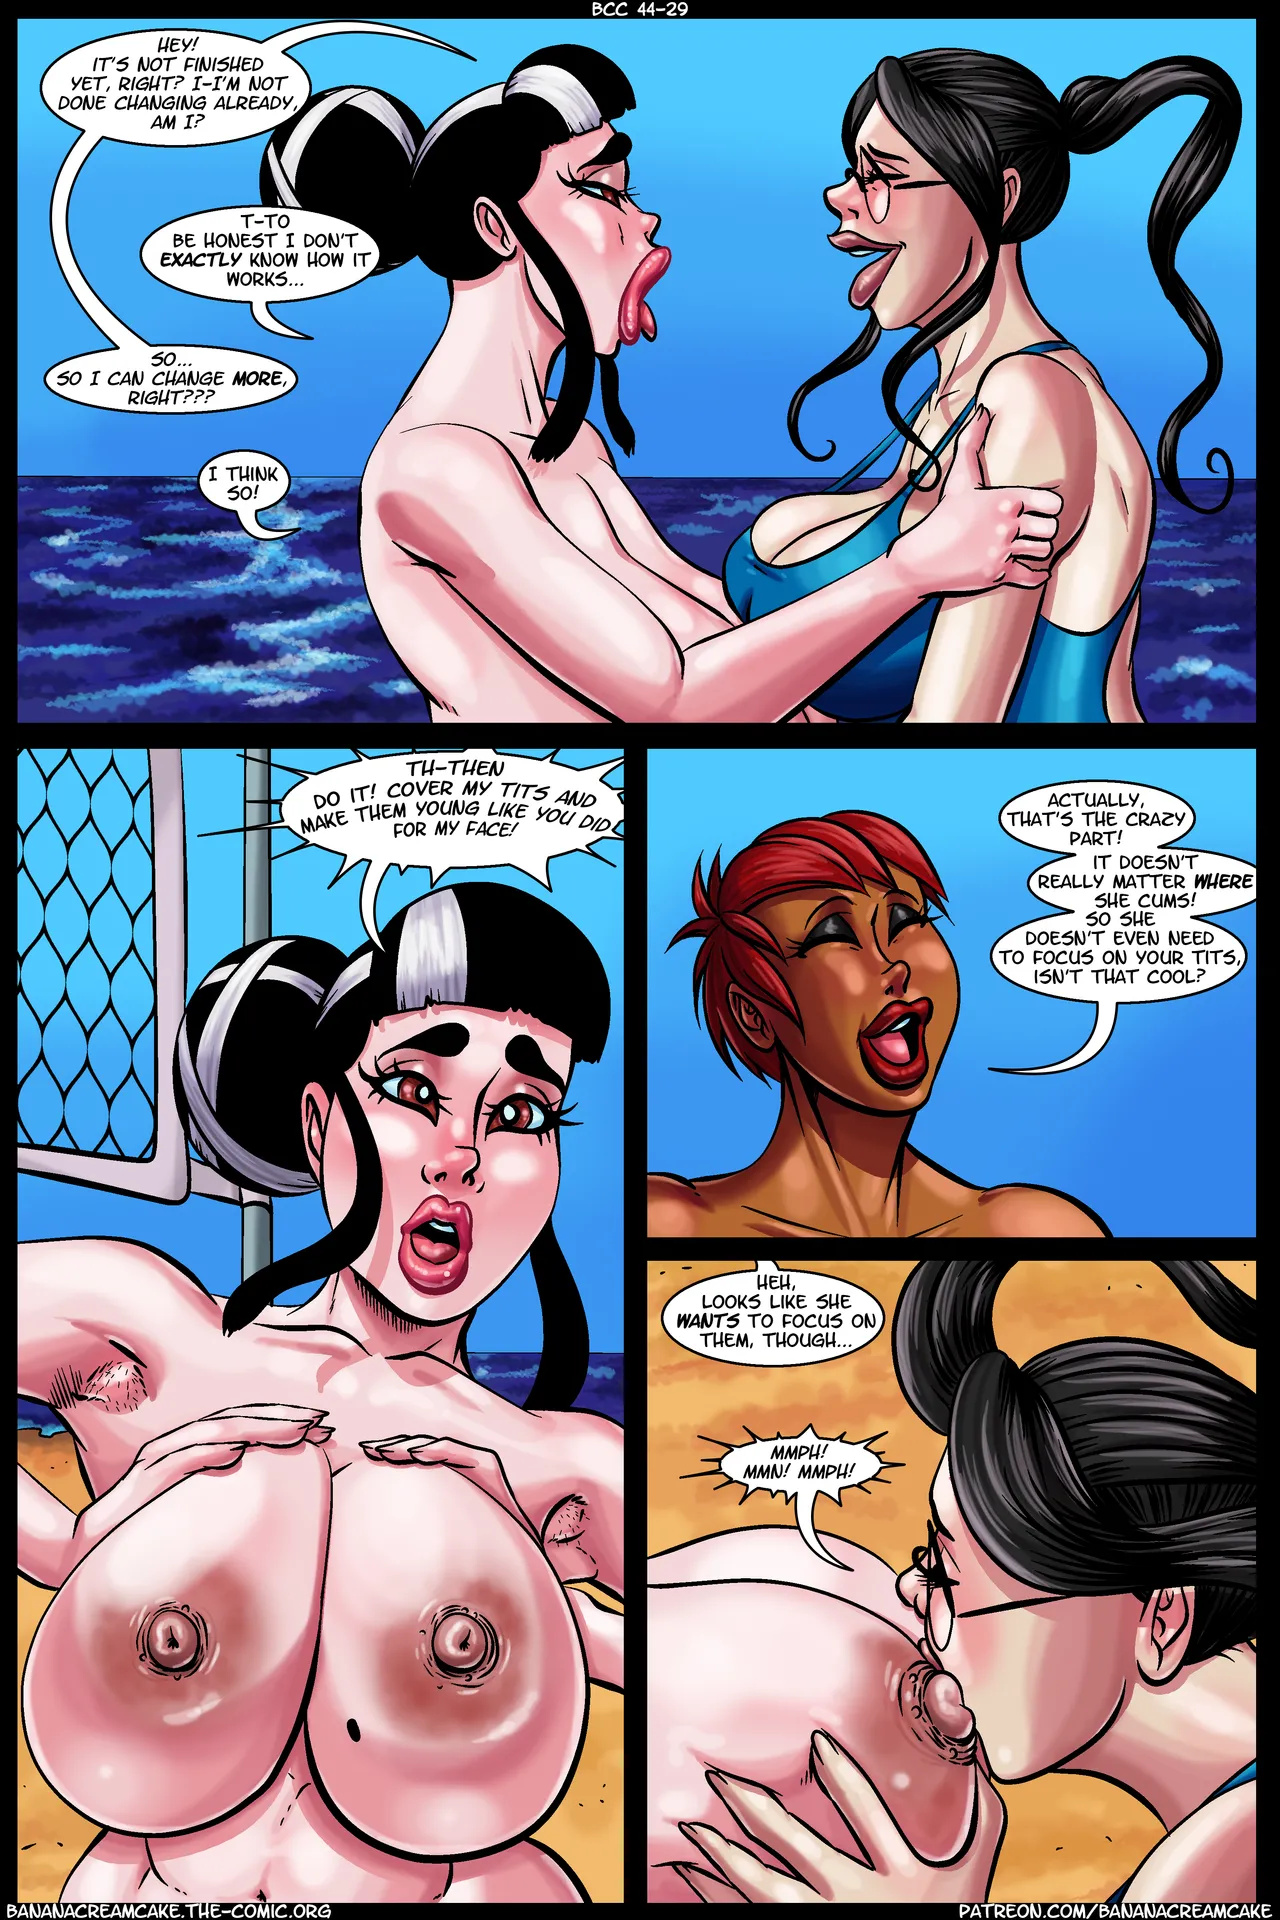 BCC 44-29
HEY!
IT'S NOT FINISHED
YET, RIGHT? I-I'M NOT
DONE CHANGING ALREADY,
AM I?
T-TO
BE HONEST I DON'T
EXACTLY KNOW HOW IT
WORKS...
SO...
SO I CAN CHANGE MORE,
RIGHT???
I THINK
SO!
TH-THEN
DO IT! COVER MY TITS AND
MAKE THEM YOUNG LIKE YOU DID
FOR MY FACE!
ACTUALLY,
THAT'S THE CRAZY
PART!
IT DOESN'T
REALLY MATTER WHERE
SHE CUMS!
SO SHE
DOESN'T EVEN NEED
TO FOCUS ON YOUR TITS,
ISN'T THAT COOL?
HEH,
LOOKS LIKE SHE
WANTS TO FOCUS ON
THEM, THOUGH...
MMPH!
MMN! MMPH!
BANANACREAMCAKE.THE-COMIC.ORG
PATREON.COM/BANANACREAMCAKE